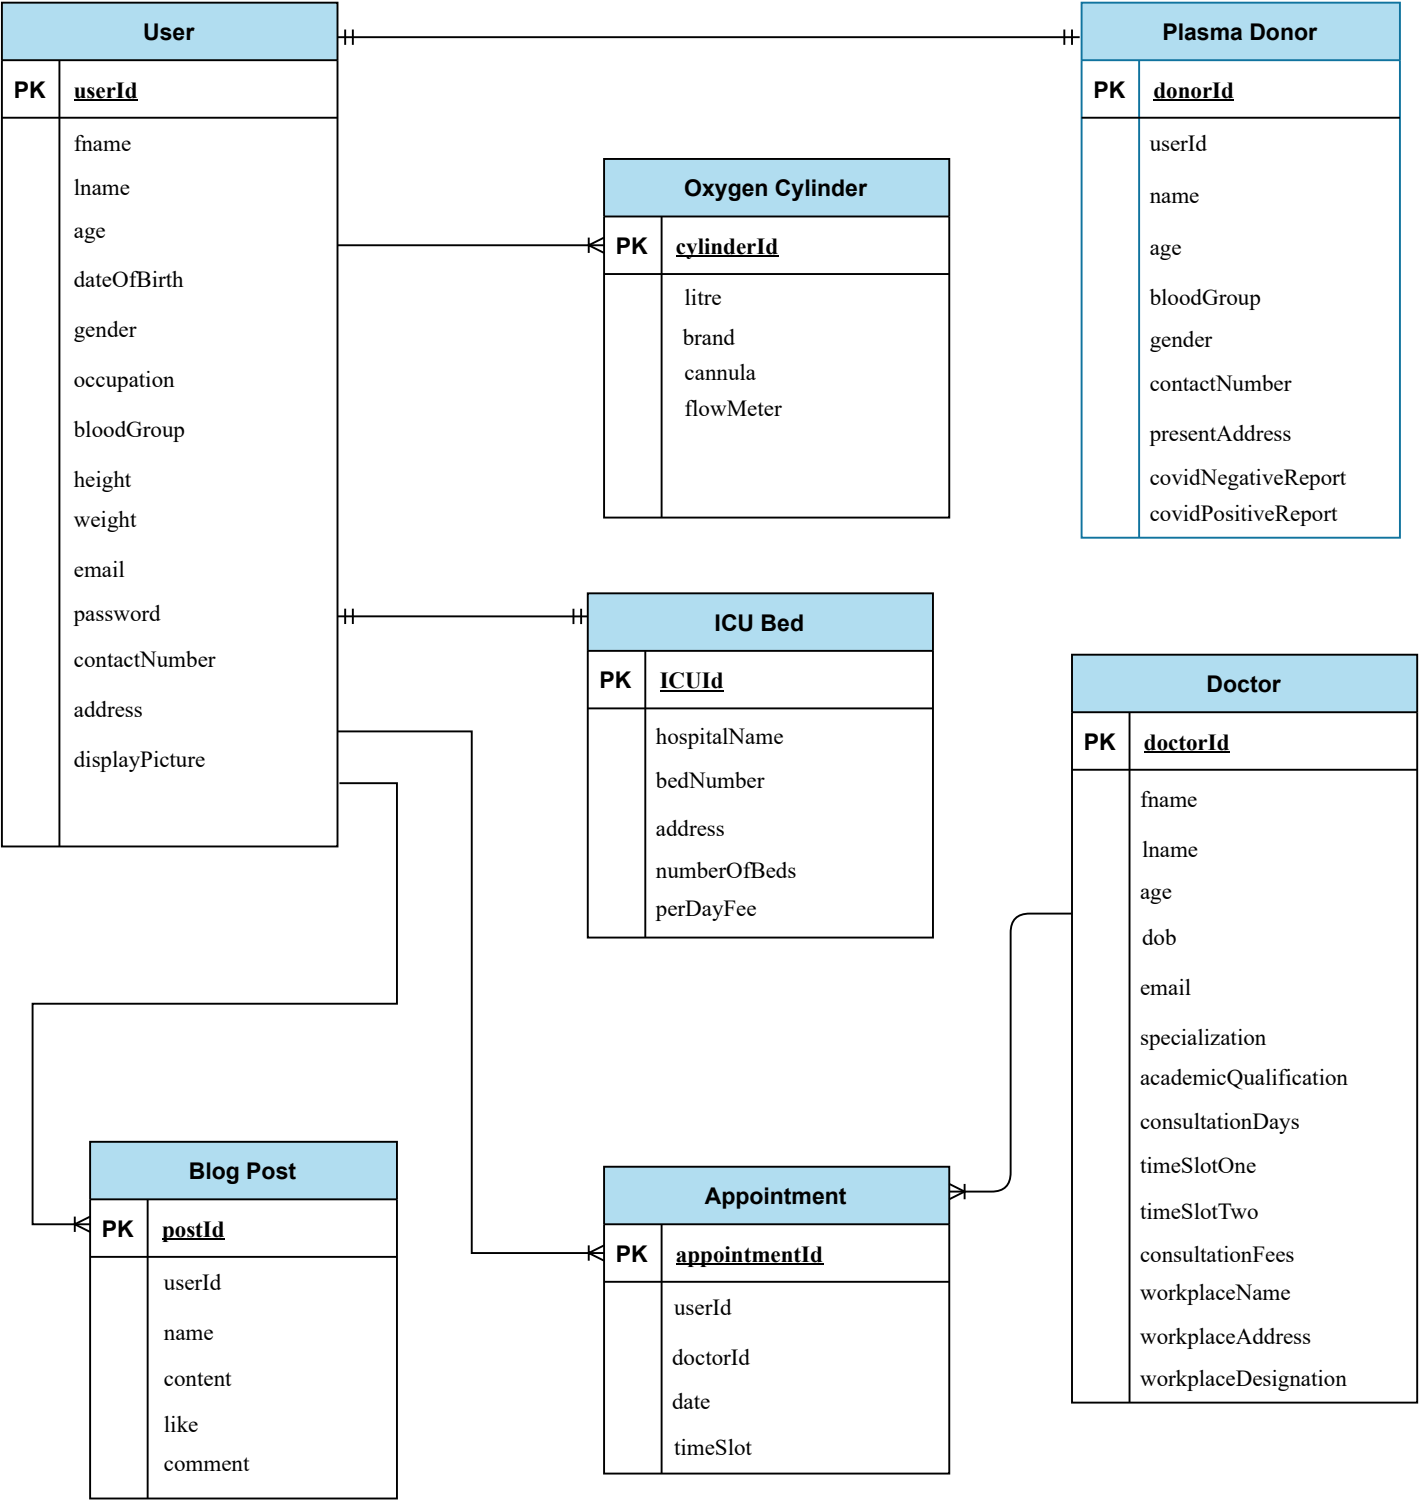 User
PK userId
fname
lname
age
dateOfBirth
gender
occupation
bloodGroup
height
weight
email
password
contactNumber
address
displayPicture
Plasma Donor
PK donorId
userId
name
age
bloodGroup
gender
contactNumber
presentAddress
covidNegativeReport
covidPositiveReport
Oxygen Cylinder
PK cylinderId
litre
brand
cannula
flowMeter
ICU Bed
PK ICUId
hospitalName
bedNumber
address
numberOfBeds
perDayFee
Doctor
PK doctorId
fname
lname
age
dob
email
specialization
academicQualification
consultationDays
timeSlotOne
timeSlotTwo
consultationFees
workplaceName
workplaceAddress
workplaceDesignation
Blog Post
PK postId
userId
name
content
like
comment
Appointment
PK appointmentId
userId
doctorId
date
timeSlot